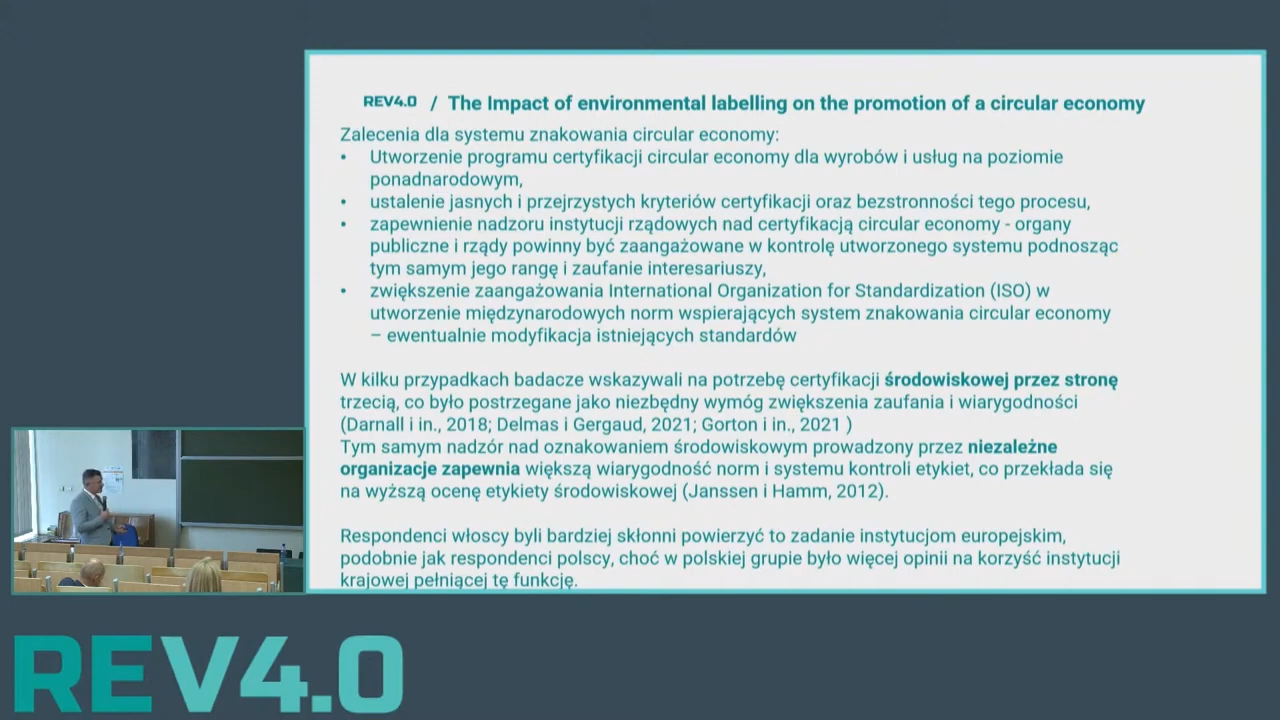 REV4.0 / The Impact of environmental labelling on the promotion of a circular economy
Zalecenia dla systemu znakowania circular economy:
• Utworzenie programu certyfikacji circular economy dla wyrobów i usług na poziomie
ponadnarodowym,
• ustalenie jasnych i przejrzystych kryteriów certyfikacji oraz bezstronności tego procesu,
• zapewnienie nadzoru instytucji rządowych nad certyfikacją circular economy - organy
publiczne i rządy powinny być zaangażowane w kontrolę utworzonego systemu podnosząc
tym samym jego rangę i zaufanie interesariuszy,
• zwiększenie zaangażowania International Organization for Standardization (ISO) w
utworzenie międzynarodowych norm wspierających system znakowania circular economy
– ewentualnie modyfikacja istniejących standardów
W kilku przypadkach badacze wskazywali na potrzebę certyfikacji środowiskowej przez stronę
trzecią, co było postrzegane jako niezbędny wymóg zwiększenia zaufania i wiarygodności
(Darnall i in., 2018; Delmas i Gergaud, 2021; Gorton i in., 2021 )
Tym samym nadzór nad oznakowaniem środowiskowym prowadzony przez niezależne
organizacje zapewnia większą wiarygodność norm i systemu kontroli etykiet, co przekłada się
na wyższą ocenę etykiety środowiskowej (Janssen i Hamm, 2012).
Respondenci włoscy byli bardziej skłonni powierzyć to zadanie instytucjom europejskim,
podobnie jak respondenci polscy, choć w polskiej grupie było więcej opinii na korzyść instytucji
krajowej pełniącej tę funkcję.
REV4.0